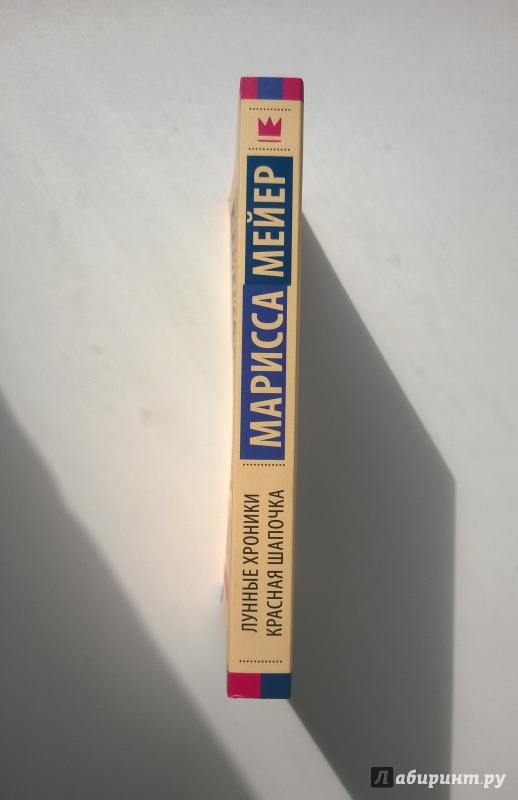 ЛУННЫЕ ХРОНИКИ
КРАСНАЯ ШАПОЧКА
МАРИССА МЕЙЕР
Лабиринт.ру